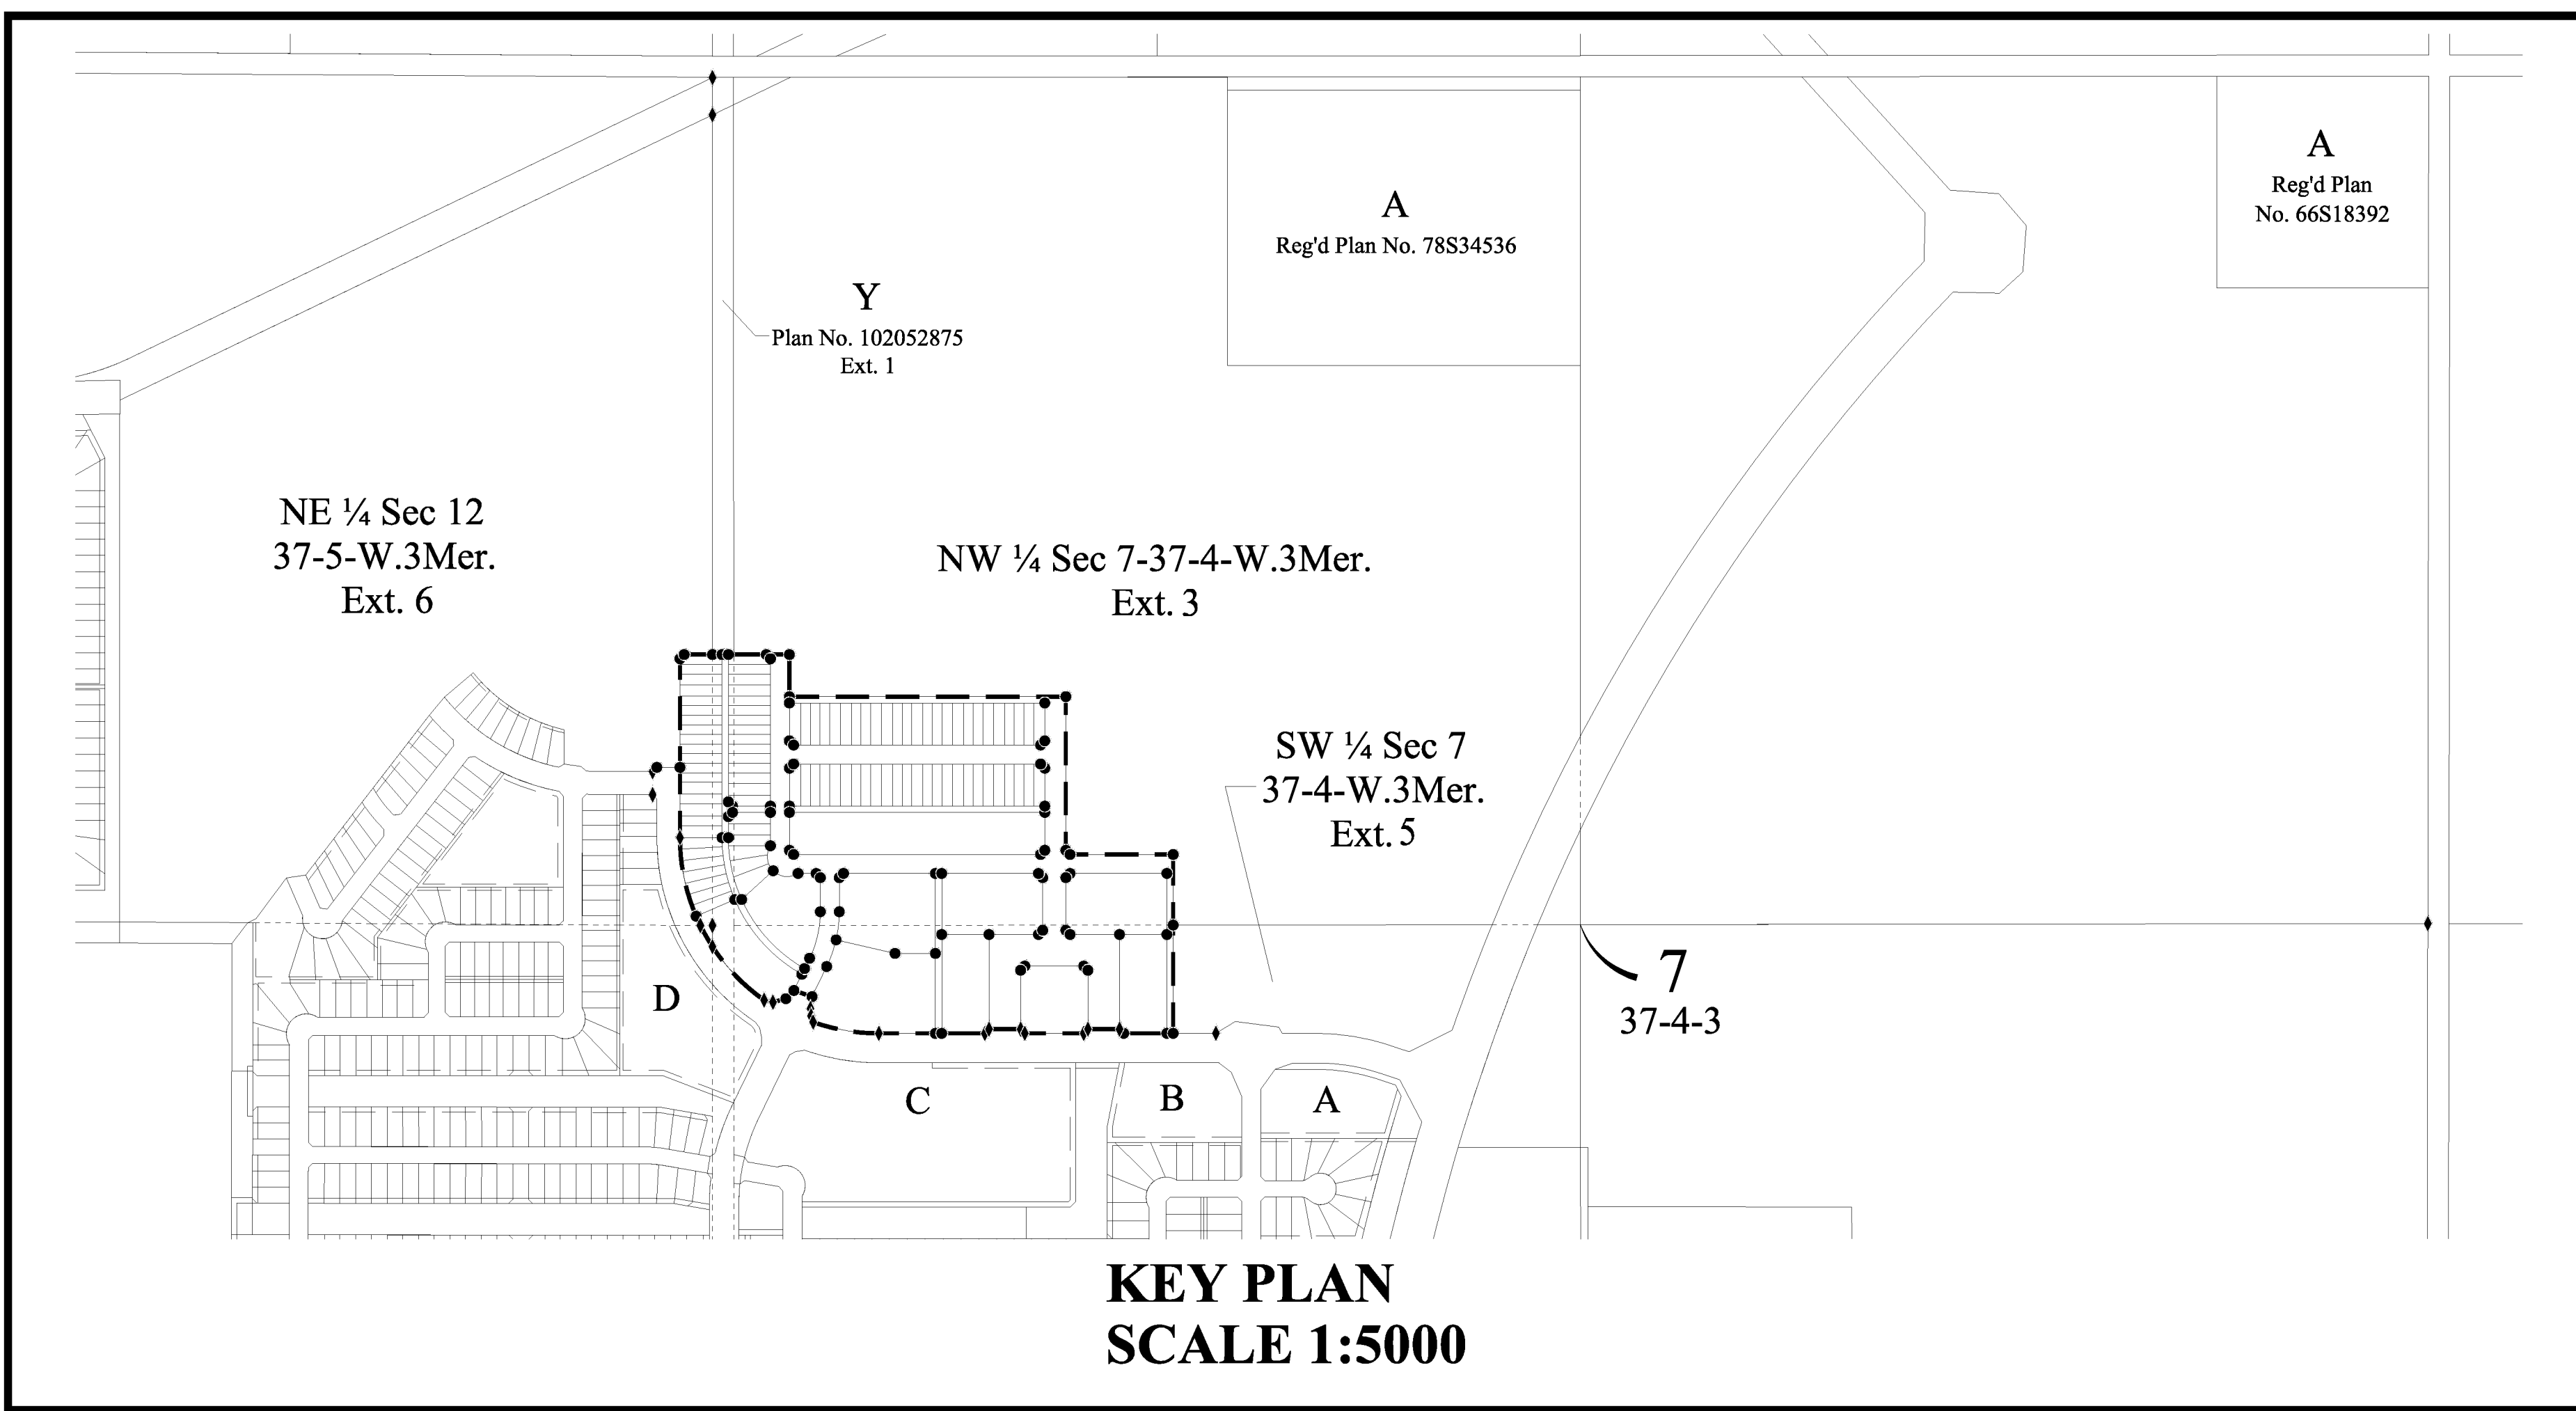 A
Reg'd Plan
No. 66S18392
A
Reg'd Plan No. 78S34536
Y
Plan No. 102052875
Ext. 1
NE ¼ Sec 12
37-5-W.3Mer.
Ext. 6
NW ¼ Sec 7-37-4-W.3Mer.
Ext. 3
SW ¼ Sec 7
37-4-W.3Mer.
Ext. 5
7
37-4-3
D
C
B
A
KEY PLAN
SCALE 1:5000